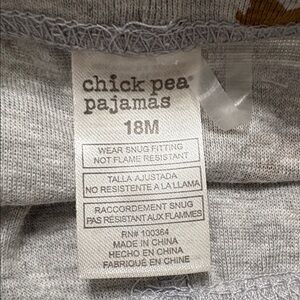 chick pea®
pajamas
18M
WEAR SNUG FITTING
NOT FLAME RESISTANT
TALLA AJUSTADA
NO RESISTENTE A LA LLAMA
RACCORDEMENT SNUG
PAS RÉSISTANT AUX FLAMMES
RN# 100364
MADE IN CHINA
HECHO EN CHINA
FABRIQUÉ EN CHINE